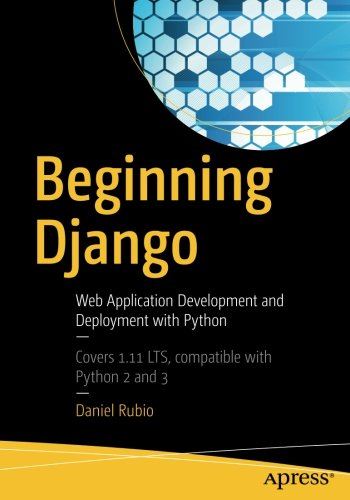 Beginning
Django
Web Application Development and
Deployment with Python
—
Covers 1.11 LTS, compatible with
Python 2 and 3
—
Daniel Rubio
Apress®